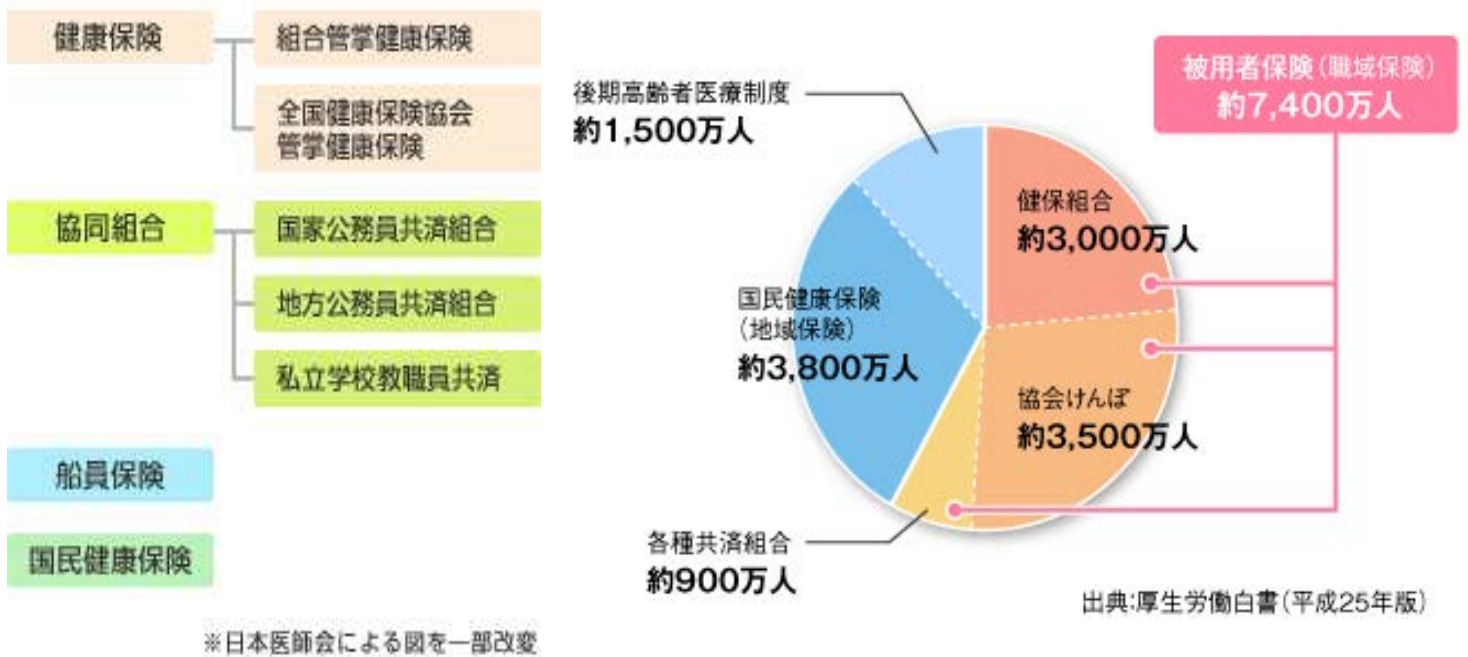 健康保険
組合管掌健康保険
全国健康保険協会
管掌健康保険
協同組合
国家公務員共済組合
地方公務員共済組合
私立学校教職員共済
船員保険
国民健康保険
※日本医師会による図を一部改変
被用者保険(職域保険)
約7,400万人
後期高齢者医療制度
約1,500万人
健保組合
約3,000万人
国民健康保険
(地域保険)
約3,800万人
協会けんぽ
約3,500万人
各種共済組合
約900万人
出典:厚生労働白書(平成25年版)